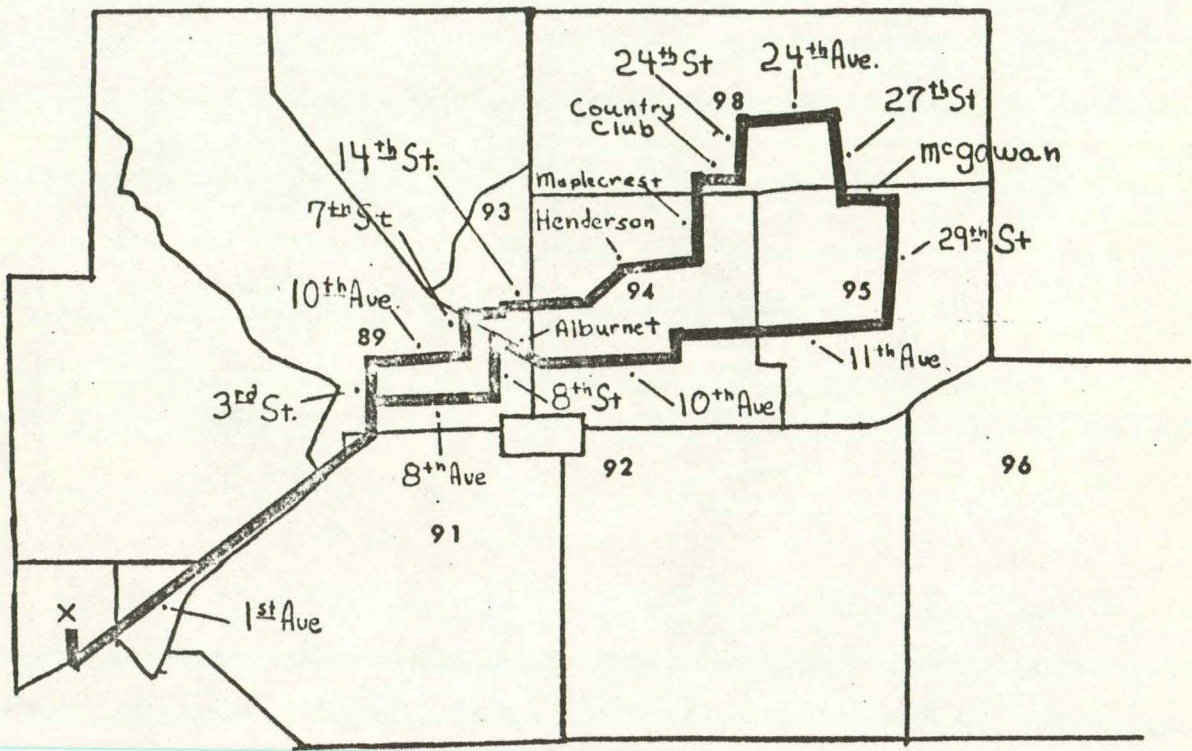 24th St
24th Ave.
98
27th St
Country
Club
14th St.
mcgowan
Maplecrest
7th St
93
Henderson
29th St
10th Ave.
94
95
89
Alburnet
11th Ave
3rd St.
8th St
10th Ave
8th Ave
92
96
91
X
1st Ave